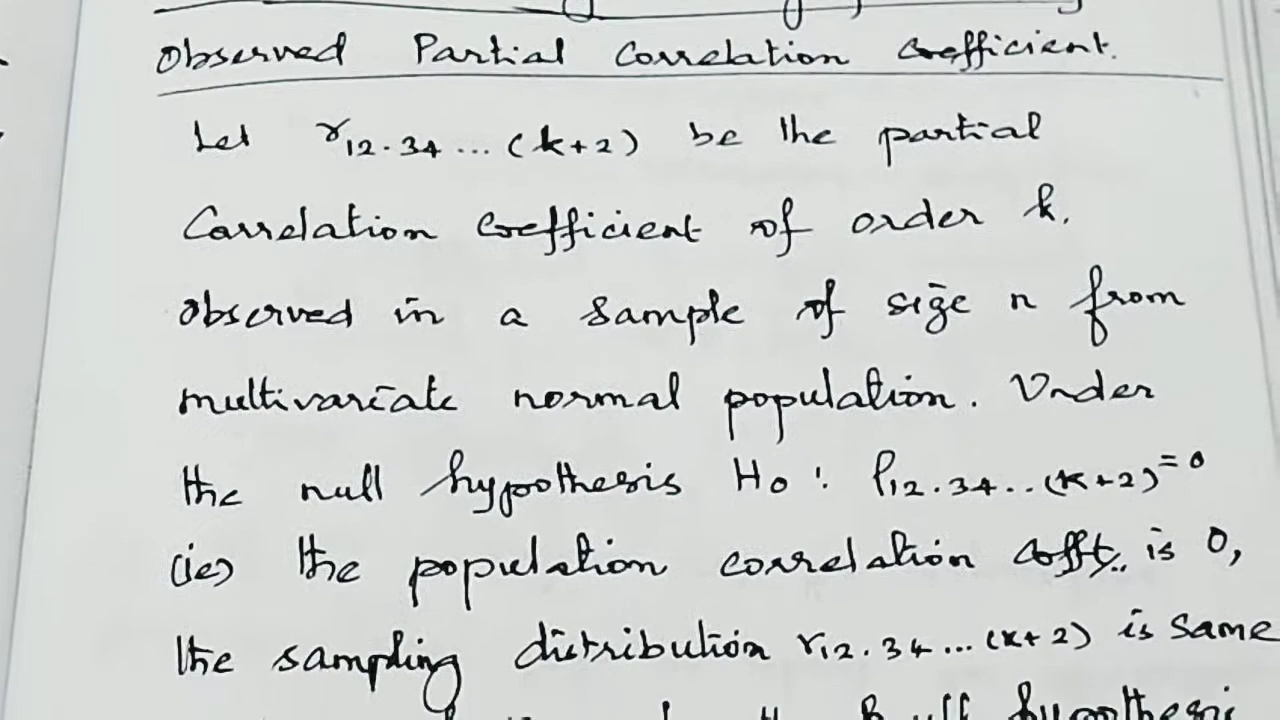 Observed Partial Correlation Coefficient.
Let r12.34...(k+2) be the partial
Correlation Coefficient of order k.
observed in a sample of size n from
multivariate normal population. Under
the null hypothesis H0: ρ12.34..(k+2)=0
(ie) the population correlation cofft.. is 0,
the sampling distribution r12.34...(k+2) is same
hypothesis